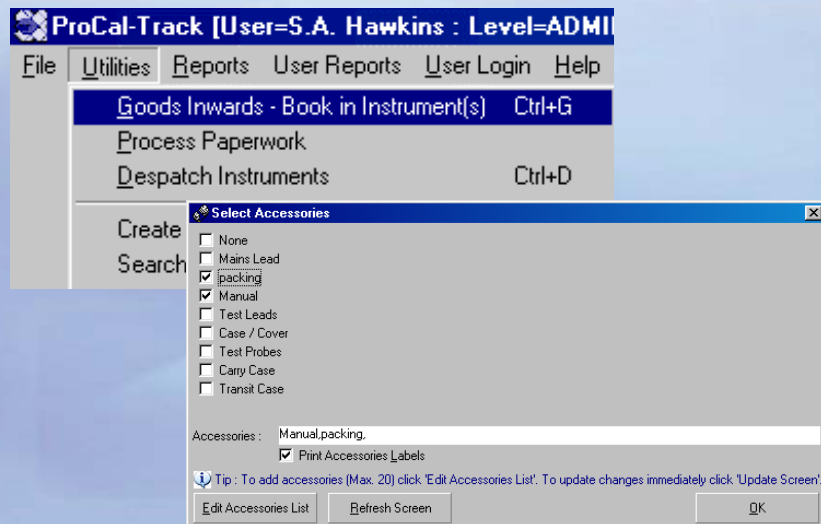 ProCal-Track [User=S.A. Hawkins : Level=ADMI
File Utilities Reports User Reports User Login Help
Goods Inwards - Book in Instrument(s) Ctrl+G
Process Paperwork
Despatch Instruments Ctrl+D
Create
Search
Select Accessories
None
Mains Lead
packing
Manual
Test Leads
Case / Cover
Test Probes
Carry Case
Transit Case
Accessories : Manual,packing,
Print Accessories Labels
Tip : To add accessories (Max. 20) click 'Edit Accessories List'. To update changes immediately click 'Update Screen'.
Edit Accessories List Refresh Screen OK